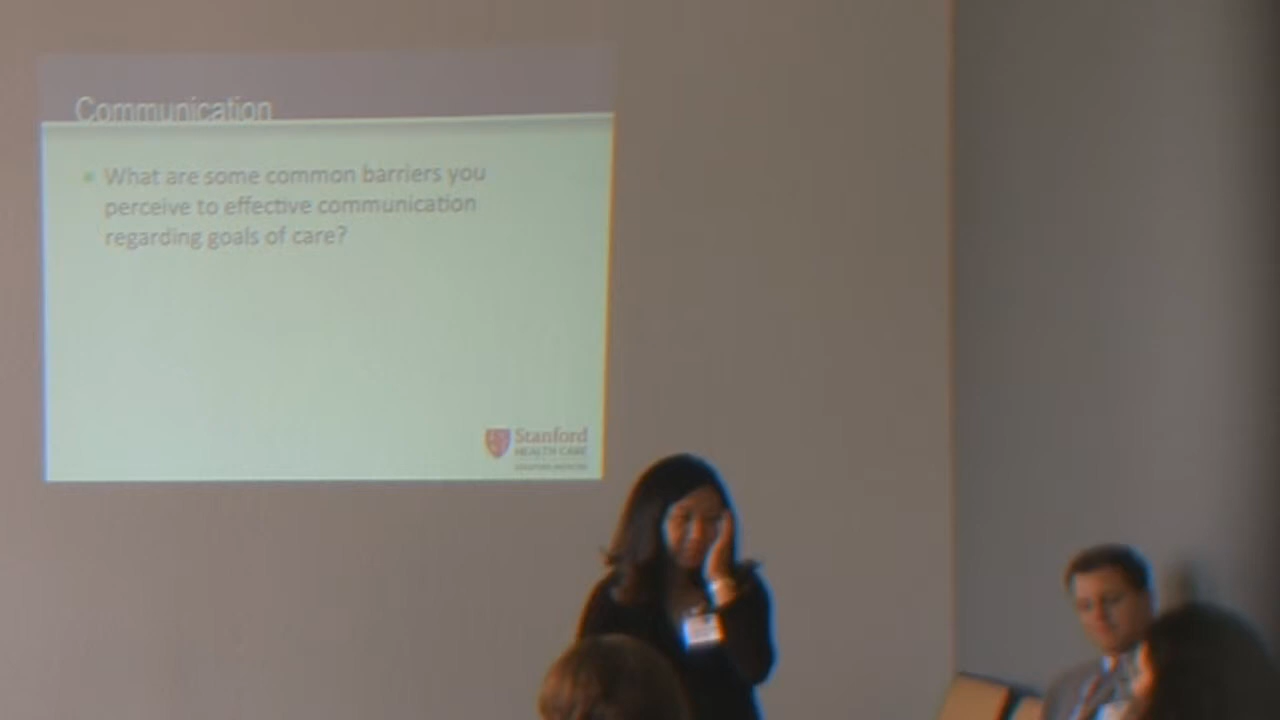 Communication
What are some common barriers you
perceive to effective communication
regarding goals of care?
Stanford
HEALTH CARE